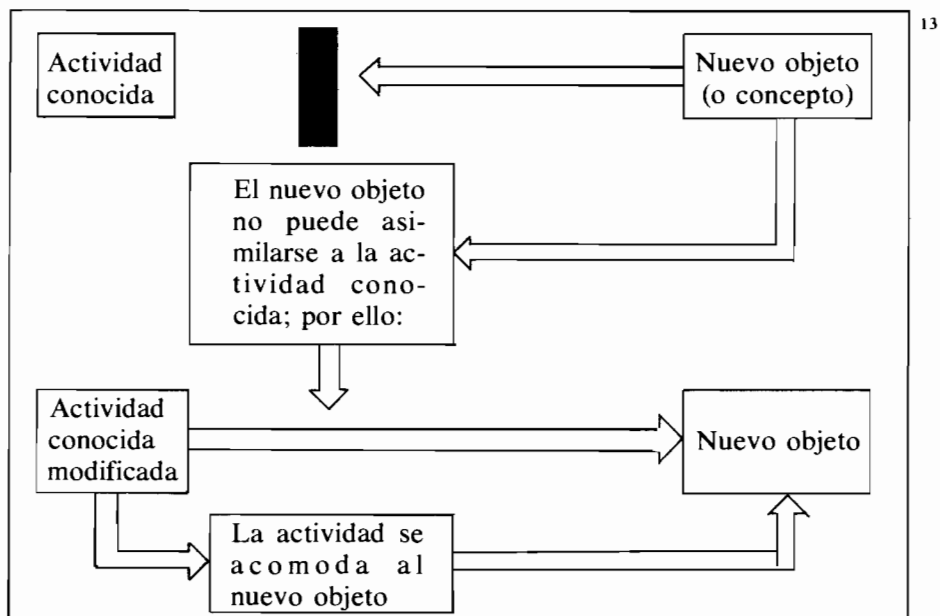 13
Actividad
conocida
Nuevo objeto
(o concepto)
El nuevo objeto
no puede asi-
milarse a la ac-
tividad cono-
cida; por ello:
Actividad
conocida
modificada
Nuevo objeto
La actividad se
acomoda al
nuevo objeto